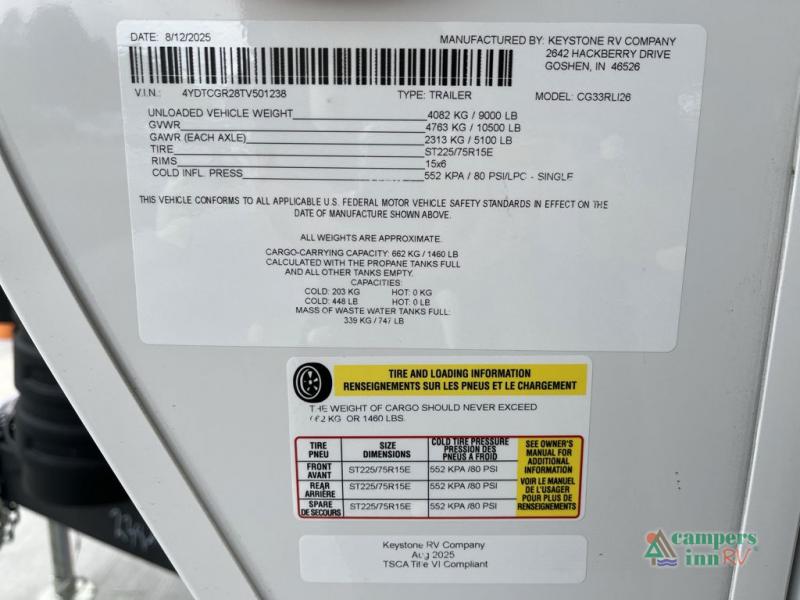 DATE: 8/12/2025 MANUFACTURED BY: KEYSTONE RV COMPANY
2642 HACKBERRY DRIVE
GOSHEN, IN 46526
V.I.N.: 4YDTCGR28TV501238 TYPE: TRAILER MODEL: CG33RLI26
UNLOADED VEHICLE WEIGHT 4082 KG / 9000 LB
GVWR 4763 KG / 10500 LB
GAWR (EACH AXLE) 2313 KG / 5100 LB
TIRE ST225/75R15E
RIMS 15x6
COLD INFL. PRESS 552 KPA / 80 PSI/LPC - SINGLE
THIS VEHICLE CONFORMS TO ALL APPLICABLE U.S. FEDERAL MOTOR VEHICLE SAFETY STANDARDS IN EFFECT ON THE
DATE OF MANUFACTURE SHOWN ABOVE.
ALL WEIGHTS ARE APPROXIMATE.
CARGO-CARRYING CAPACITY: 662 KG / 1460 LB
CALCULATED WITH THE PROPANE TANKS FULL
AND ALL OTHER TANKS EMPTY.
CAPACITIES:
COLD: 203 KG HOT: 0 KG
COLD: 448 LB HOT: 0 LB
MASS OF WASTE WATER TANKS FULL:
339 KG / 747 LB
TIRE AND LOADING INFORMATION
RENSEIGNEMENTS SUR LES PNEUS ET LE CHARGEMENT
THE WEIGHT OF CARGO SHOULD NEVER EXCEED
662 KG OR 1460 LBS.
TIRE
PNEU
SIZE
DIMENSIONS
COLD TIRE PRESSURE
PRESSION DES
PNEUS A FROID
SEE OWNER'S
MANUAL FOR
ADDITIONAL
INFORMATION
VOIR LE MANUEL
DE L'USAGER
POUR PLUS DE
RENSEIGNEMENTS
FRONT
AVANT
ST225/75R15E 552 KPA /80 PSI
REAR
ARRIÈRE
ST225/75R15E 552 KPA /80 PSI
SPARE
DE SECOURS
ST225/75R15E 552 KPA /80 PSI
Keystone RV Company
Aug 2025
TSCA Title VI Compliant
campers
inn RV